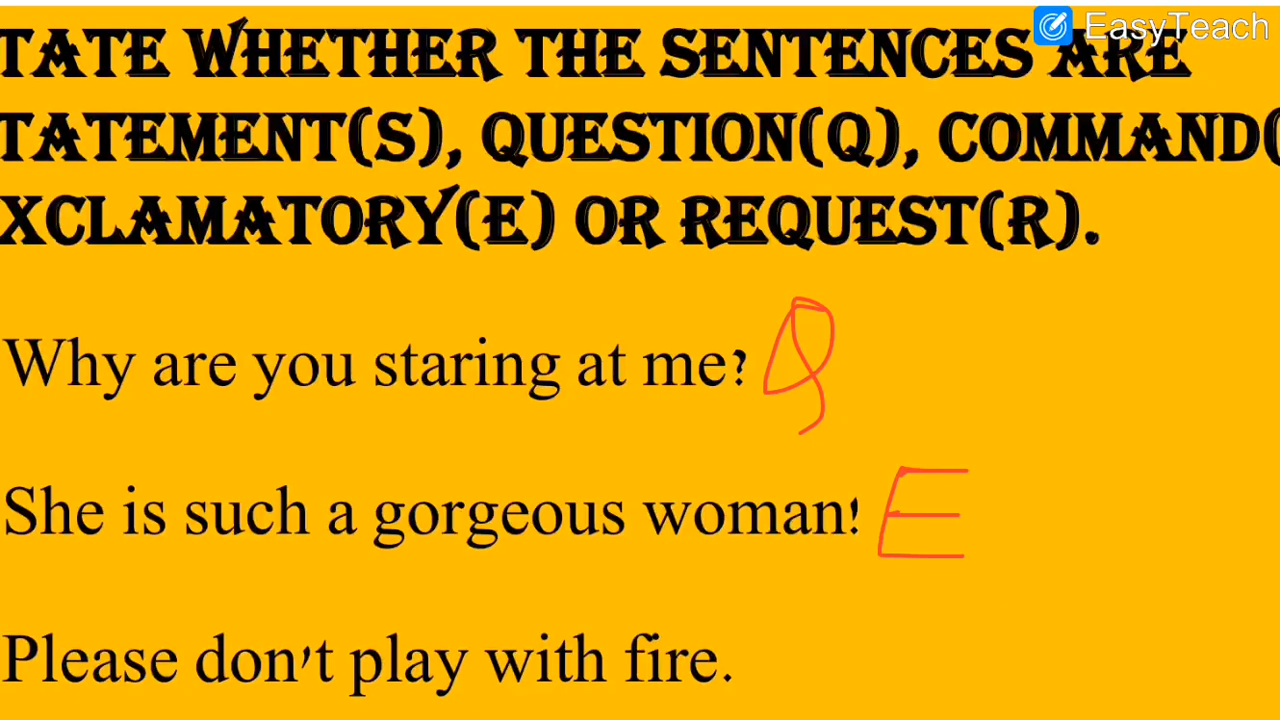 EasyTeach
TATE WHETHER THE SENTENCES ARE
TATEMENT(S), QUESTION(Q), COMMAND(
XCLAMATORY(E) OR REQUEST(R).
Why are you staring at me? Q
She is such a gorgeous woman! E
Please don't play with fire.